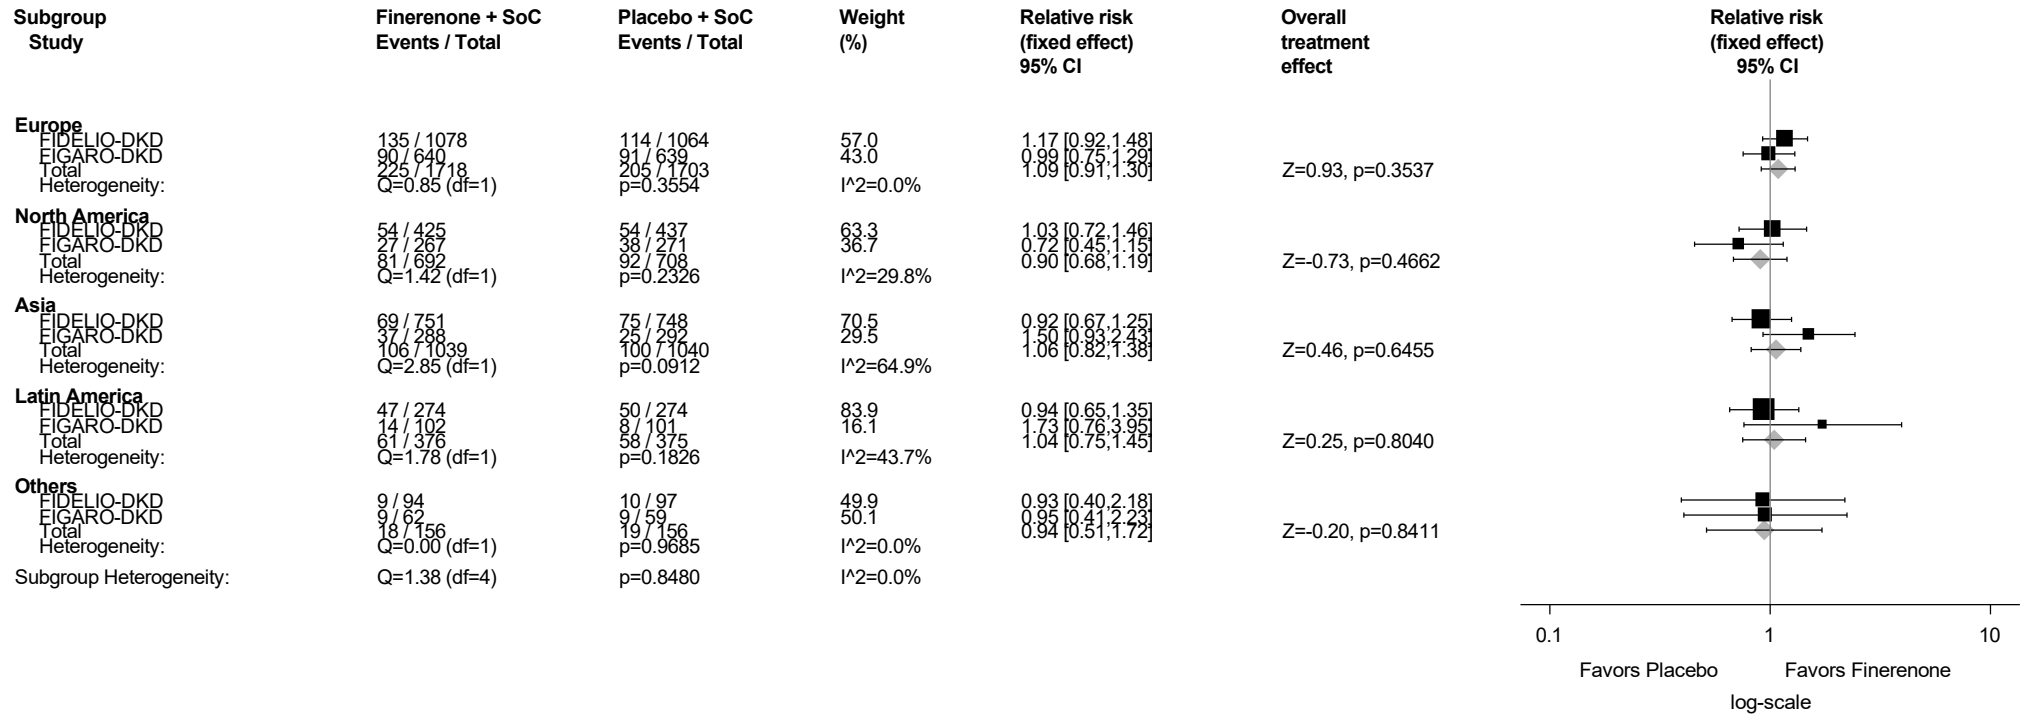 Subgroup Finerenone + SoC Placebo + SoC Weight Relative risk Overall Relative risk
Study Events / Total Events / Total (%) (fixed effect) treatment (fixed effect)
95% CI effect 95% CI
Europe
FIDELIO-DKD 135 / 1078 114 / 1064 57.0 1.17 [0.92,1.48]
FIGARO-DKD 90 / 640 91 / 639 43.0 0.99 [0.75,1.29]
Total 225 / 1718 205 / 1703 1.09 [0.91,1.30] Z=0.93, p=0.3537
Heterogeneity: Q=0.85 (df=1) p=0.3554 I^2=0.0%
North America
FIDELIO-DKD 54 / 425 54 / 437 63.3 1.03 [0.72,1.46]
FIGARO-DKD 27 / 267 38 / 271 36.7 0.72 [0.45,1.15]
Total 81 / 692 92 / 708 0.90 [0.68,1.19] Z=-0.73, p=0.4662
Heterogeneity: Q=1.42 (df=1) p=0.2326 I^2=29.8%
Asia
FIDELIO-DKD 69 / 751 75 / 748 70.5 0.92 [0.67,1.25]
FIGARO-DKD 37 / 288 25 / 292 29.5 1.50 [0.93,2.43]
Total 106 / 1039 100 / 1040 1.06 [0.82,1.38] Z=0.46, p=0.6455
Heterogeneity: Q=2.85 (df=1) p=0.0912 I^2=64.9%
Latin America
FIDELIO-DKD 47 / 274 50 / 274 83.9 0.94 [0.65,1.35]
FIGARO-DKD 14 / 102 8 / 101 16.1 1.73 [0.76,3.95]
Total 61 / 376 58 / 375 1.04 [0.75,1.45] Z=0.25, p=0.8040
Heterogeneity: Q=1.78 (df=1) p=0.1826 I^2=43.7%
Others
FIDELIO-DKD 9 / 94 10 / 97 49.9 0.93 [0.40,2.18]
FIGARO-DKD 9 / 62 9 / 59 50.1 0.95 [0.41,2.23]
Total 18 / 156 19 / 156 0.94 [0.51,1.72] Z=-0.20, p=0.8411
Heterogeneity: Q=0.00 (df=1) p=0.9685 I^2=0.0%
Subgroup Heterogeneity: Q=1.38 (df=4) p=0.8480 I^2=0.0%
0.1 1 10
Favors Placebo Favors Finerenone
log-scale